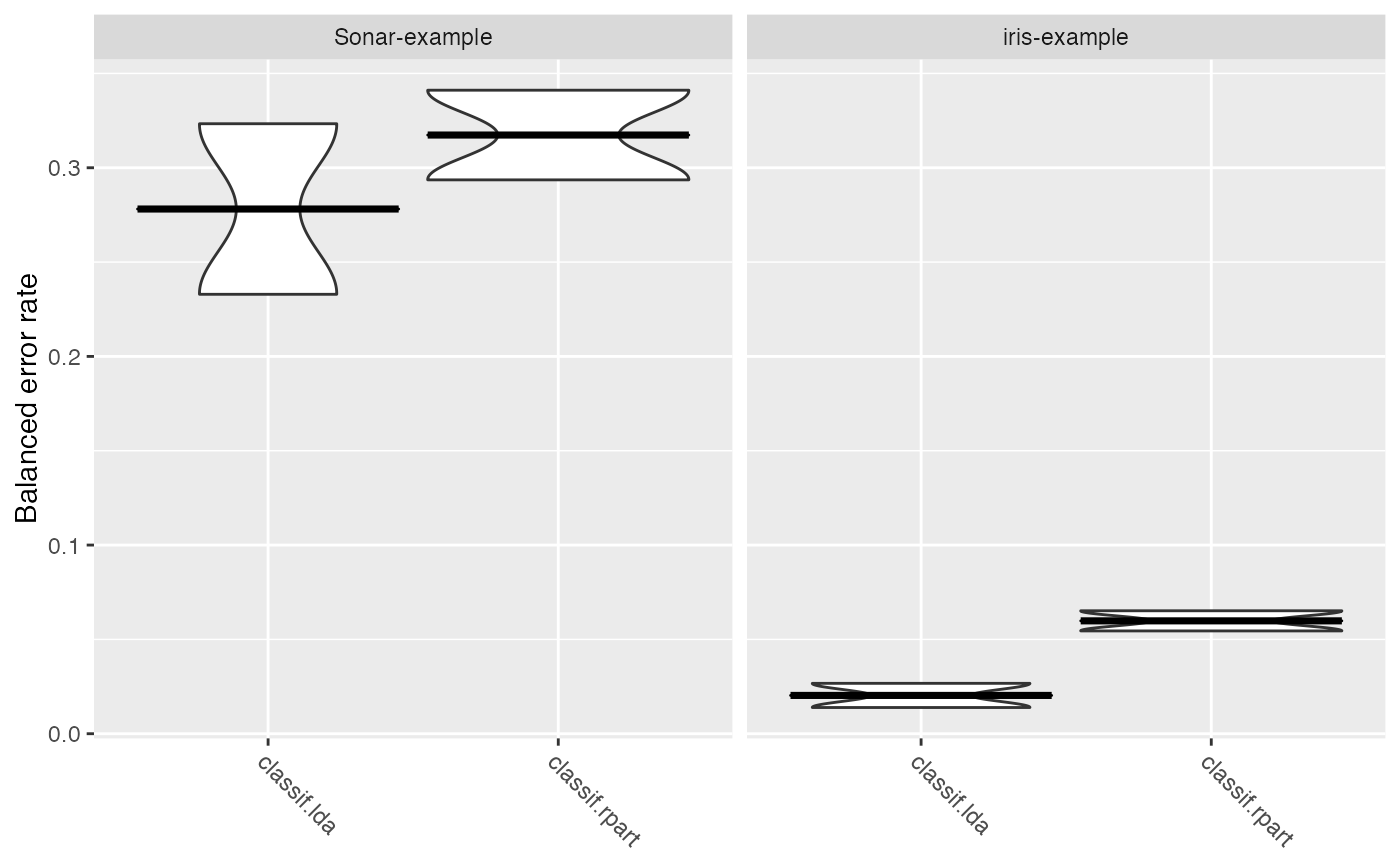 Sonar-example
iris-example
Balanced error rate
0.3
0.2
0.1
0.0
classif.lda
classif.rpart
classif.lda
classif.rpart